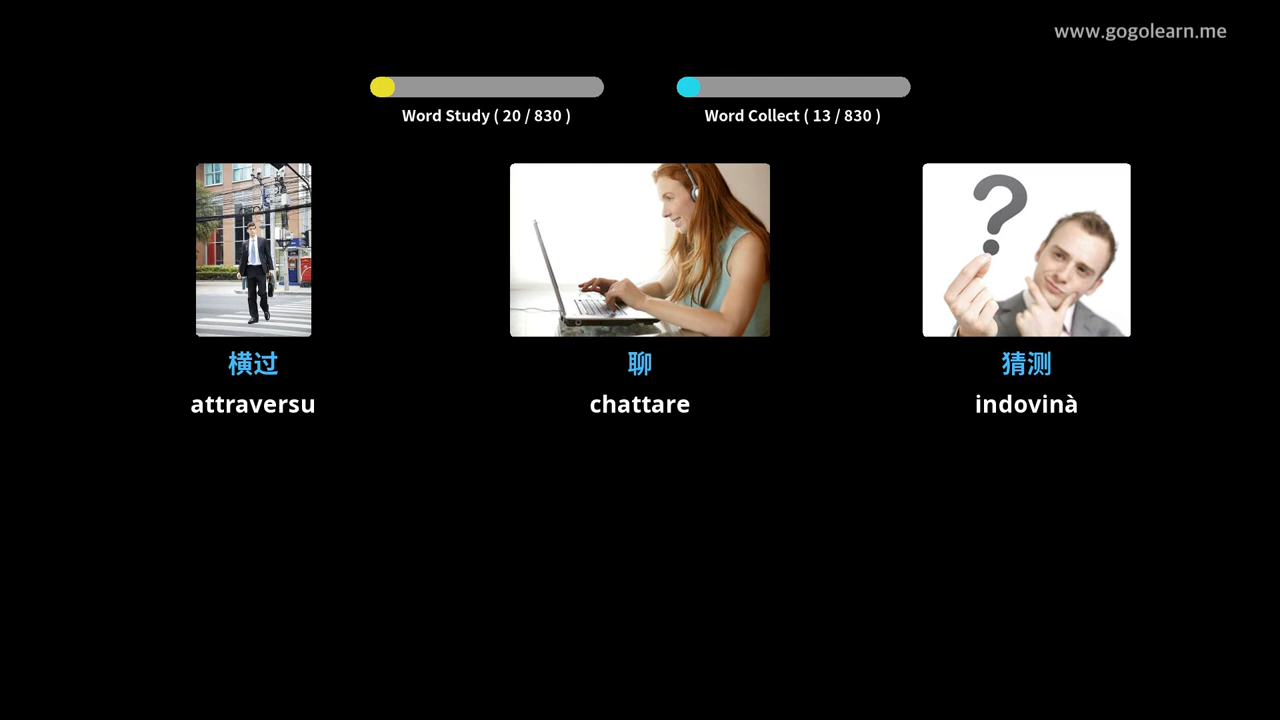 www.gogolearn.me
Word Study ( 20 / 830 )
Word Collect ( 13 / 830 )
横过
聊
猜测
attraversu
chattare
indovinà